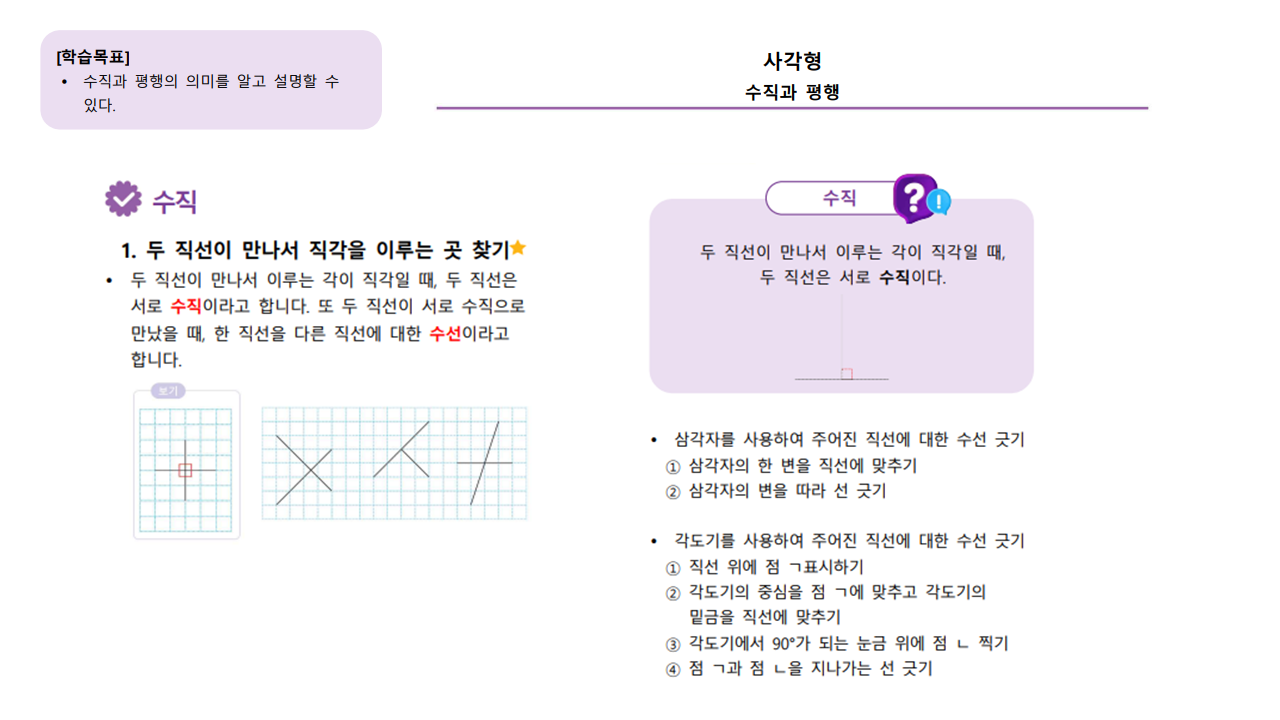 [학습목표]
• 수직과 평행의 의미를 알고 설명할 수
있다.
사각형
수직과 평행
수직
1. 두 직선이 만나서 직각을 이루는 곳 찾기
• 두 직선이 만나서 이루는 각이 직각일 때, 두 직선은
서로 수직이라고 합니다. 또 두 직선이 서로 수직으로
만났을 때, 한 직선을 다른 직선에 대한 수선이라고
합니다.
보기
수직
두 직선이 만나서 이루는 각이 직각일 때,
두 직선은 서로 수직이다.
• 삼각자를 사용하여 주어진 직선에 대한 수선 긋기
① 삼각자의 한 변을 직선에 맞추기
② 삼각자의 변을 따라 선 긋기
• 각도기를 사용하여 주어진 직선에 대한 수선 긋기
① 직선 위에 점 ㄱ표시하기
② 각도기의 중심을 점 ㄱ에 맞추고 각도기의
밑금을 직선에 맞추기
③ 각도기에서 90°가 되는 눈금 위에 점 ㄴ 찍기
④ 점 ㄱ과 점 ㄴ을 지나가는 선 긋기